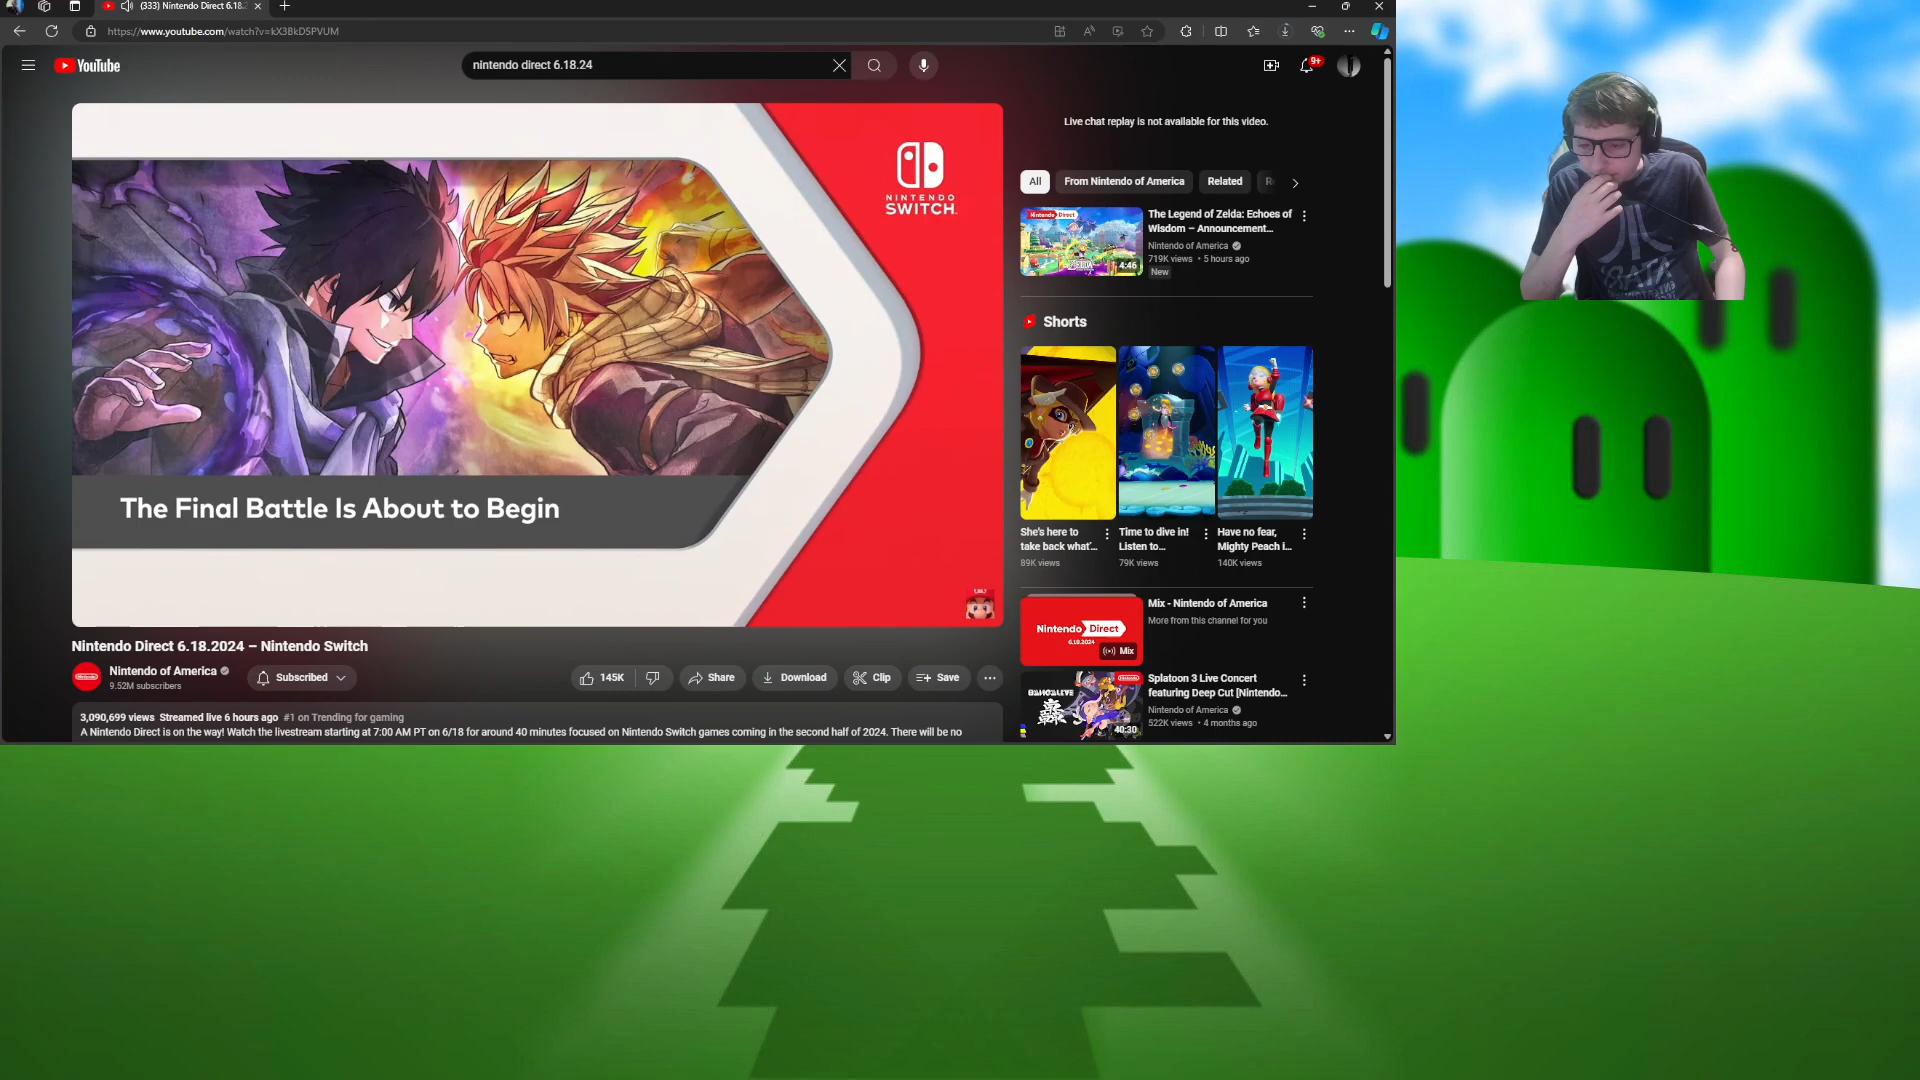 (333) Nintendo Direct 6.18.2
https://www.youtube.com/watch?v=kX3BkD5PVUM
YouTube
nintendo direct 6.18.24
9+
NINTENDO
SWITCH
The Final Battle Is About to Begin
Nintendo Direct 6.18.2024 – Nintendo Switch
Nintendo of America
9.52M subscribers
Subscribed
145K
Share
Download
Clip
Save
3,090,699 views Streamed live 6 hours ago #1 on Trending for gaming
A Nintendo Direct is on the way! Watch the livestream starting at 7:00 AM PT on 6/18 for around 40 minutes focused on Nintendo Switch games coming in the second half of 2024. There will be no
Live chat replay is not available for this video.
All
From Nintendo of America
Related
Nintendo Direct
ZELDA
4:46
The Legend of Zelda: Echoes of
Wisdom – Announcement...
Nintendo of America
719K views • 5 hours ago
New
Shorts
She's here to
take back what'...
89K views
Time to dive in!
Listen to...
79K views
Have no fear,
Mighty Peach i...
140K views
Nintendo Direct
6.18.2024
Mix
Mix - Nintendo of America
More from this channel for you
40:30
Splatoon 3 Live Concert
featuring Deep Cut [Nintendo...
Nintendo of America
522K views • 4 months ago